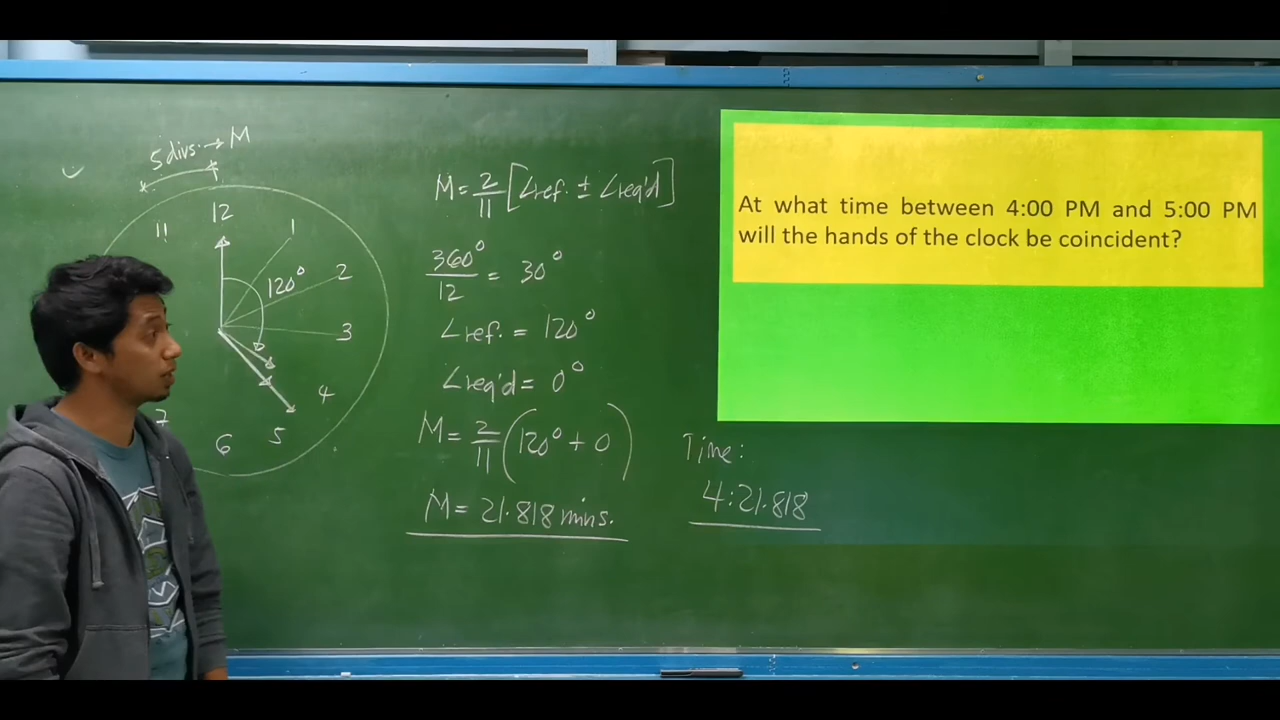 5 divs. → M
12
11
1
2
120°
3
4
5
6
7
M = 2/11 [∠ref. ± ∠req'd]
360°/12 = 30°
∠ref. = 120°
∠req'd = 0°
M = 2/11 (120° + 0)
M = 21.818 mins.
At what time between 4:00 PM and 5:00 PM
will the hands of the clock be coincident?
Time:
4:21.818